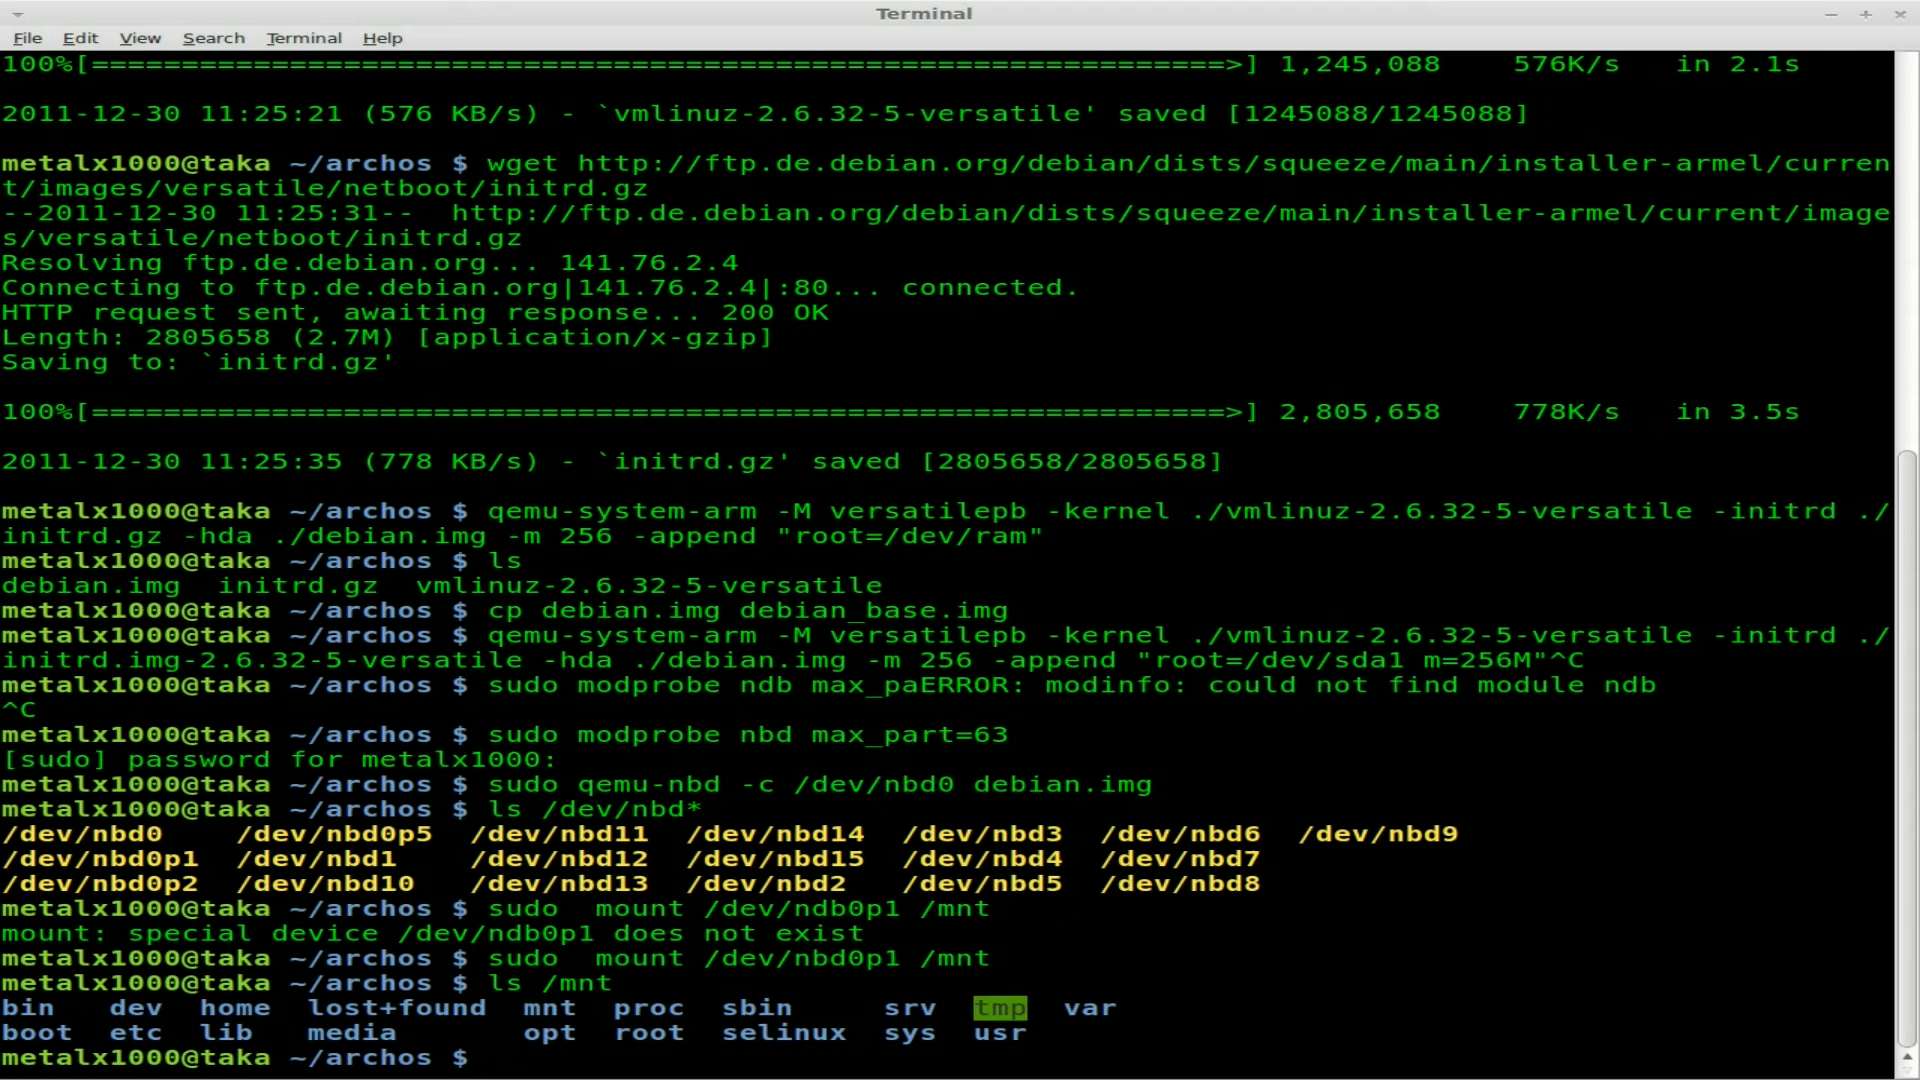 Terminal
File Edit View Search Terminal Help
100%[===============================================================>] 1,245,088    576K/s   in 2.1s
2011-12-30 11:25:21 (576 KB/s) - `vmlinuz-2.6.32-5-versatile' saved [1245088/1245088]
metalx1000@taka ~/archos $ wget http://ftp.de.debian.org/debian/dists/squeeze/main/installer-armel/curren
t/images/versatile/netboot/initrd.gz
--2011-12-30 11:25:31--  http://ftp.de.debian.org/debian/dists/squeeze/main/installer-armel/current/image
s/versatile/netboot/initrd.gz
Resolving ftp.de.debian.org... 141.76.2.4
Connecting to ftp.de.debian.org|141.76.2.4|:80... connected.
HTTP request sent, awaiting response... 200 OK
Length: 2805658 (2.7M) [application/x-gzip]
Saving to: `initrd.gz'
100%[===============================================================>] 2,805,658    778K/s   in 3.5s
2011-12-30 11:25:35 (778 KB/s) - `initrd.gz' saved [2805658/2805658]
metalx1000@taka ~/archos $ qemu-system-arm -M versatilepb -kernel ./vmlinuz-2.6.32-5-versatile -initrd ./
initrd.gz -hda ./debian.img -m 256 -append "root=/dev/ram"
metalx1000@taka ~/archos $ ls
debian.img  initrd.gz  vmlinuz-2.6.32-5-versatile
metalx1000@taka ~/archos $ cp debian.img debian_base.img
metalx1000@taka ~/archos $ qemu-system-arm -M versatilepb -kernel ./vmlinuz-2.6.32-5-versatile -initrd ./
initrd.img-2.6.32-5-versatile -hda ./debian.img -m 256 -append "root=/dev/sda1 m=256M"^C
metalx1000@taka ~/archos $ sudo modprobe ndb max_paERROR: modinfo: could not find module ndb
^C
metalx1000@taka ~/archos $ sudo modprobe nbd max_part=63
[sudo] password for metalx1000:
metalx1000@taka ~/archos $ sudo qemu-nbd -c /dev/nbd0 debian.img
metalx1000@taka ~/archos $ ls /dev/nbd*
/dev/nbd0    /dev/nbd0p5  /dev/nbd11  /dev/nbd14  /dev/nbd3  /dev/nbd6  /dev/nbd9
/dev/nbd0p1  /dev/nbd1    /dev/nbd12  /dev/nbd15  /dev/nbd4  /dev/nbd7
/dev/nbd0p2  /dev/nbd10   /dev/nbd13  /dev/nbd2   /dev/nbd5  /dev/nbd8
metalx1000@taka ~/archos $ sudo  mount /dev/ndb0p1 /mnt
mount: special device /dev/ndb0p1 does not exist
metalx1000@taka ~/archos $ sudo  mount /dev/nbd0p1 /mnt
metalx1000@taka ~/archos $ ls /mnt
bin   dev  home  lost+found  mnt  proc  sbin     srv  tmp  var
boot  etc  lib   media       opt  root  selinux  sys  usr
metalx1000@taka ~/archos $